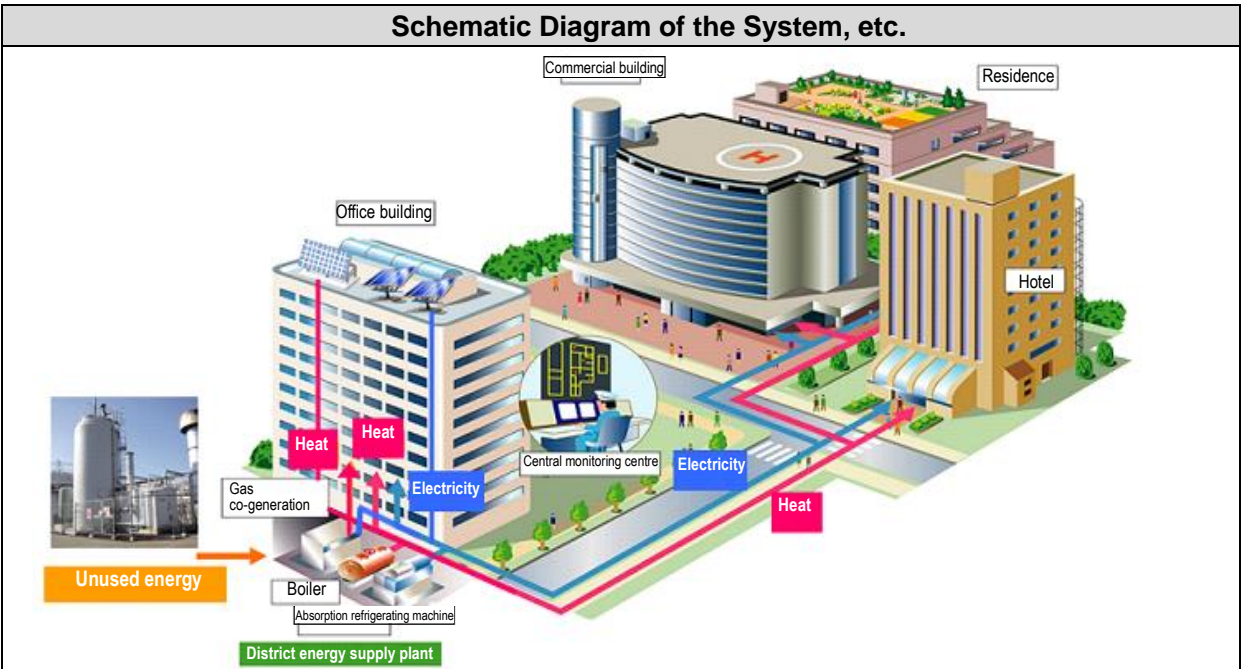 Schematic Diagram of the System, etc.
Commercial building
Residence
Office building
Hotel
H
Heat
Heat
Electricity
Central monitoring centre
Electricity
Heat
Gas
co-generation
Unused energy
Boiler
Absorption refrigerating machine
District energy supply plant